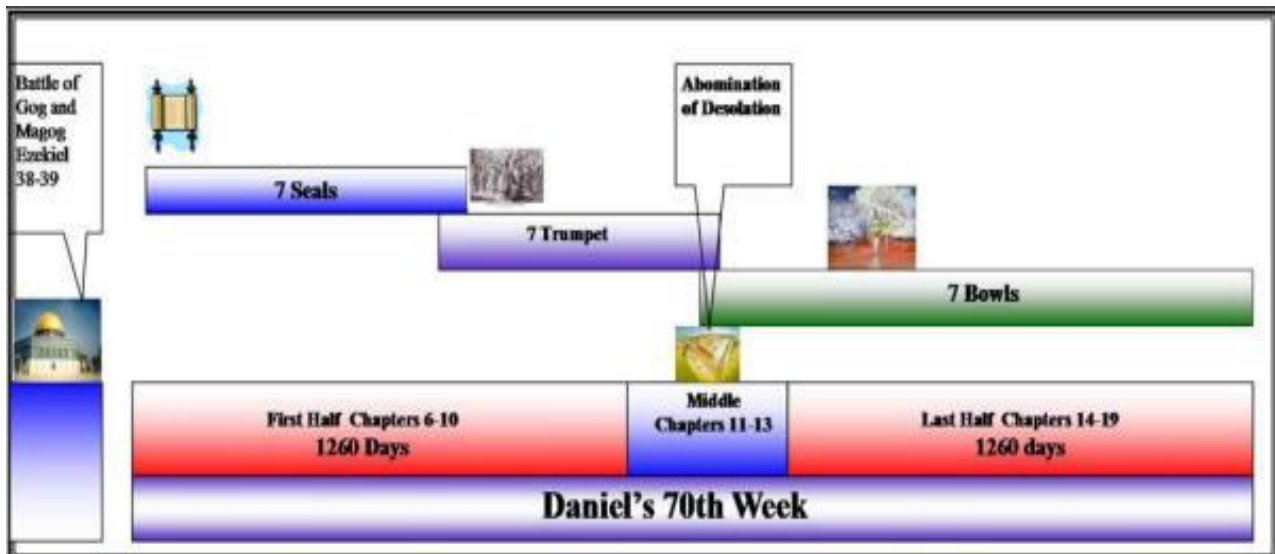 Battle of
Gog and
Magog
Ezekiel
38-39
Abomination
of Desolation
7 Seals
7 Trumpet
7 Bowls
First Half Chapters 6-10
1260 Days
Middle
Chapters 11-13
Last Half Chapters 14-19
1260 days
Daniel's 70th Week